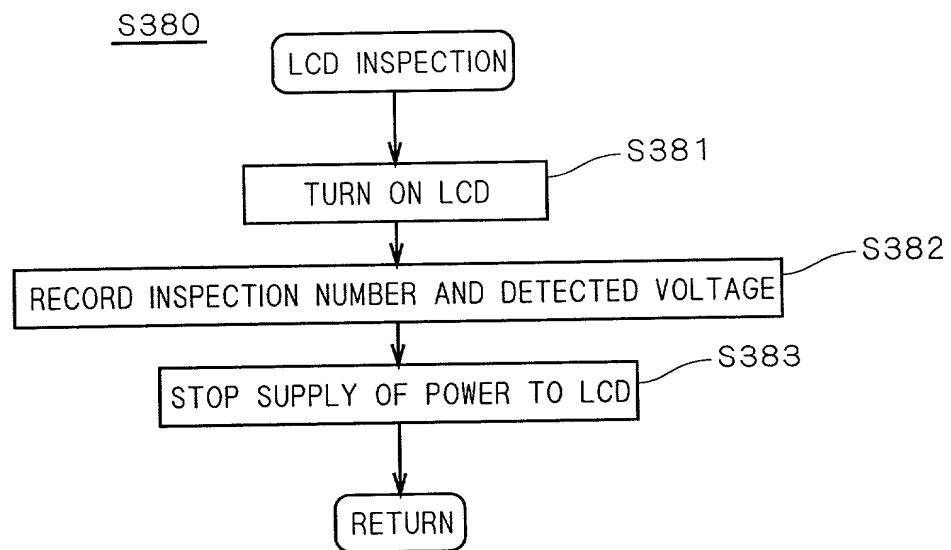 S380
LCD INSPECTION
S381
TURN ON LCD
S382
RECORD INSPECTION NUMBER AND DETECTED VOLTAGE
S383
STOP SUPPLY OF POWER TO LCD
RETURN